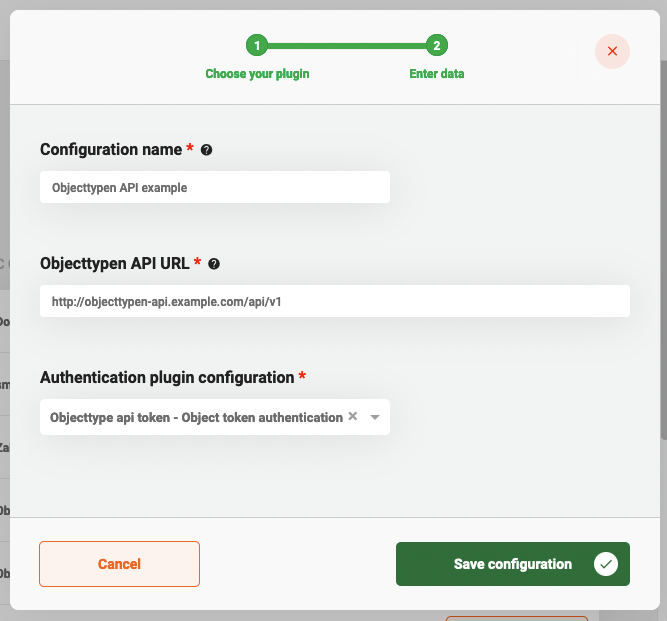 1
2
Choose your plugin
Enter data
Configuration name *
Objecttypen API example
Objecttypen API URL *
http://objecttypen-api.example.com/api/v1
Authentication plugin configuration *
Objecttype api token - Object token authentication
Cancel
Save configuration